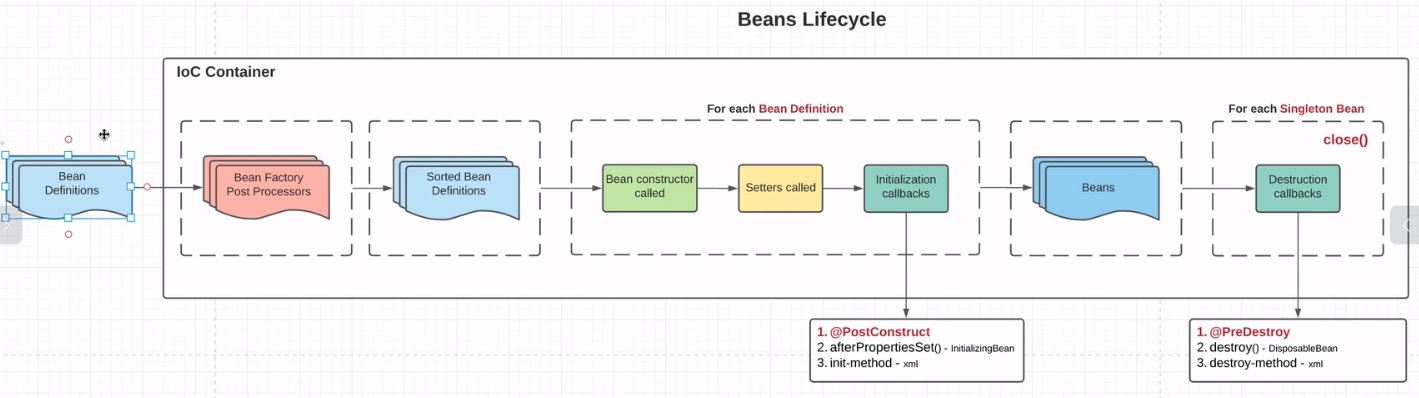 Beans Lifecycle
IoC Container
For each Bean Definition
For each Singleton Bean
close()
Bean
Definitions
Bean Factory
Post Processors
Sorted Bean
Definitions
Bean constructor
called
Setters called
Initialization
callbacks
Beans
Destruction
callbacks
1. @PostConstruct
2. afterPropertiesSet() - InitializingBean
3. init-method - xml
1. @PreDestroy
2. destroy() - DisposableBean
3. destroy-method - xml